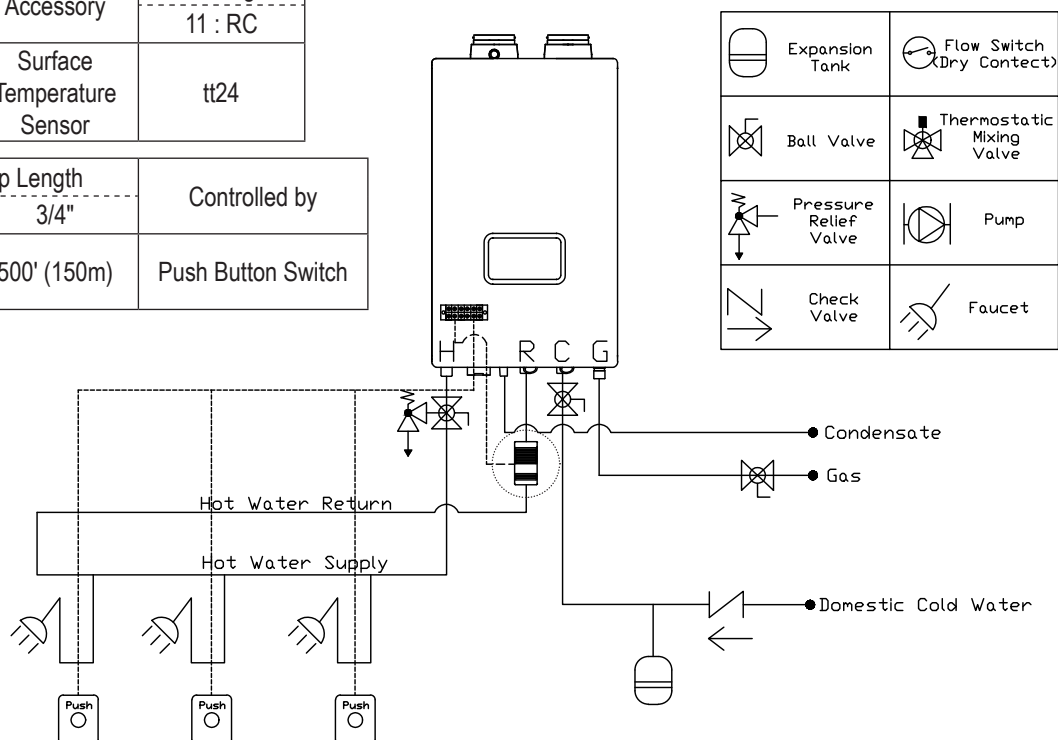 Accessory
11 : RC
Surface
Temperature
Sensor
tt24
Length
3/4"
Controlled by
500' (150m)
Push Button Switch
Expansion
Tank
Flow Switch
(Dry Contect)
Ball Valve
Thermostatic
Mixing
Valve
Pressure
Relief
Valve
Pump
Check
Valve
Faucet
H R C G
Condensate
Gas
Hot Water Return
Hot Water Supply
Domestic Cold Water
Push
Push
Push